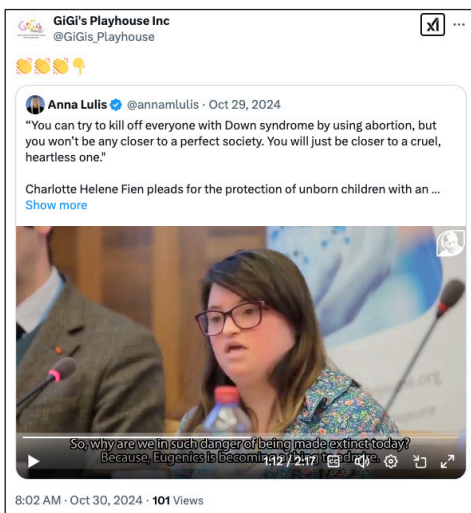 GiGi's Playhouse Inc
@GiGis_Playhouse
Anna Lulis @annamlulis · Oct 29, 2024
“You can try to kill off everyone with Down syndrome by using abortion, but
you won't be any closer to a perfect society. You will just be closer to a cruel,
heartless one."
Charlotte Helene Fien pleads for the protection of unborn children with an ...
Show more
So, why are we in such danger of being made extinct today?
Because, Eugenics is becoming
1:12 / 2:17
8:02 AM · Oct 30, 2024 · 101 Views